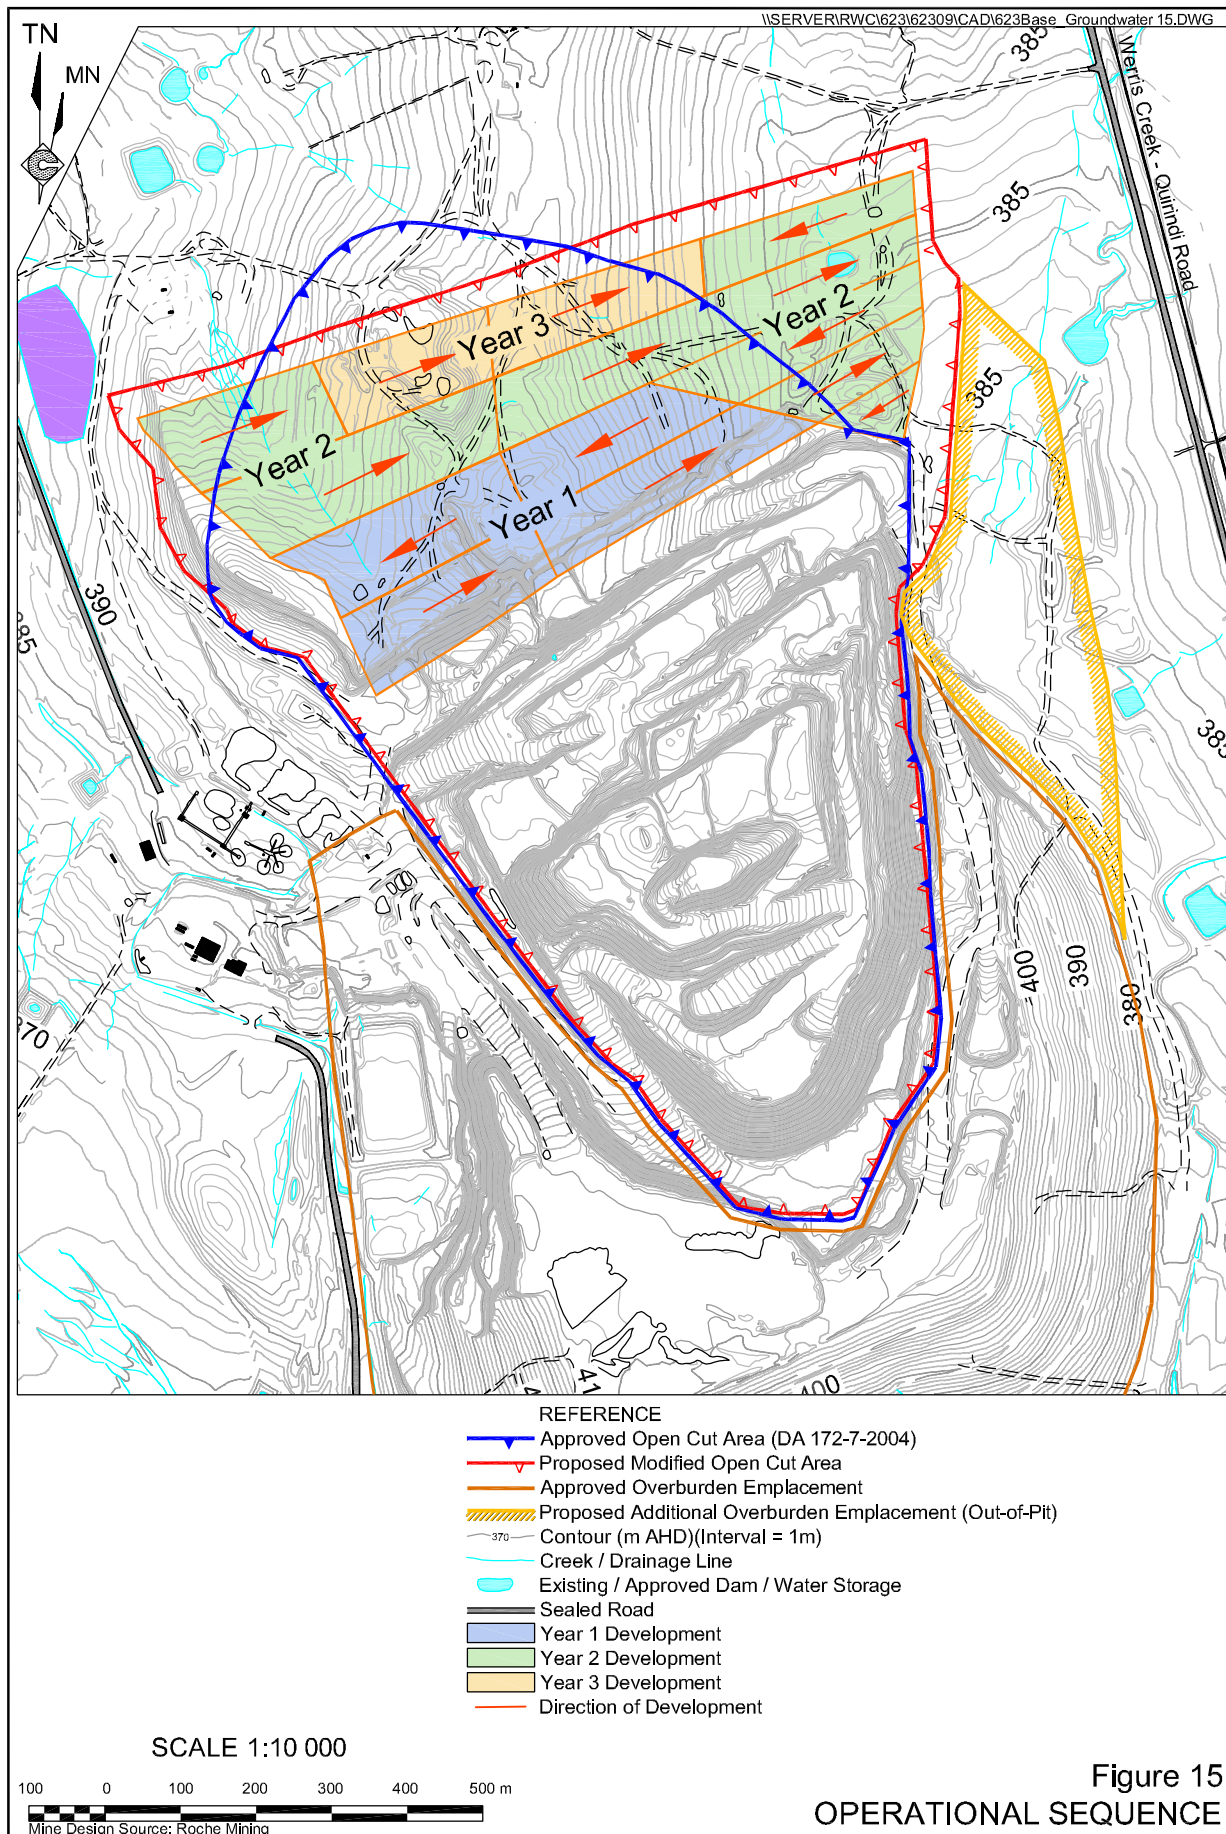 \\SERVER\RWC\623\62309\CAD\623Base_Groundwater 15.DWG
TN
MN
385
Werris Creek - Quirindi Road
385
385
Year 3
Year 2
Year 2
Year 1
390
385
400
390
380
370
400
REFERENCE
Approved Open Cut Area (DA 172-7-2004)
Proposed Modified Open Cut Area
Approved Overburden Emplacement
Proposed Additional Overburden Emplacement (Out-of-Pit)
370 Contour (m AHD)(Interval = 1m)
Creek / Drainage Line
Existing / Approved Dam / Water Storage
Sealed Road
Year 1 Development
Year 2 Development
Year 3 Development
Direction of Development
SCALE 1:10 000
100 0 100 200 300 400 500 m
Mine Design Source: Roche Mining
Figure 15
OPERATIONAL SEQUENCE